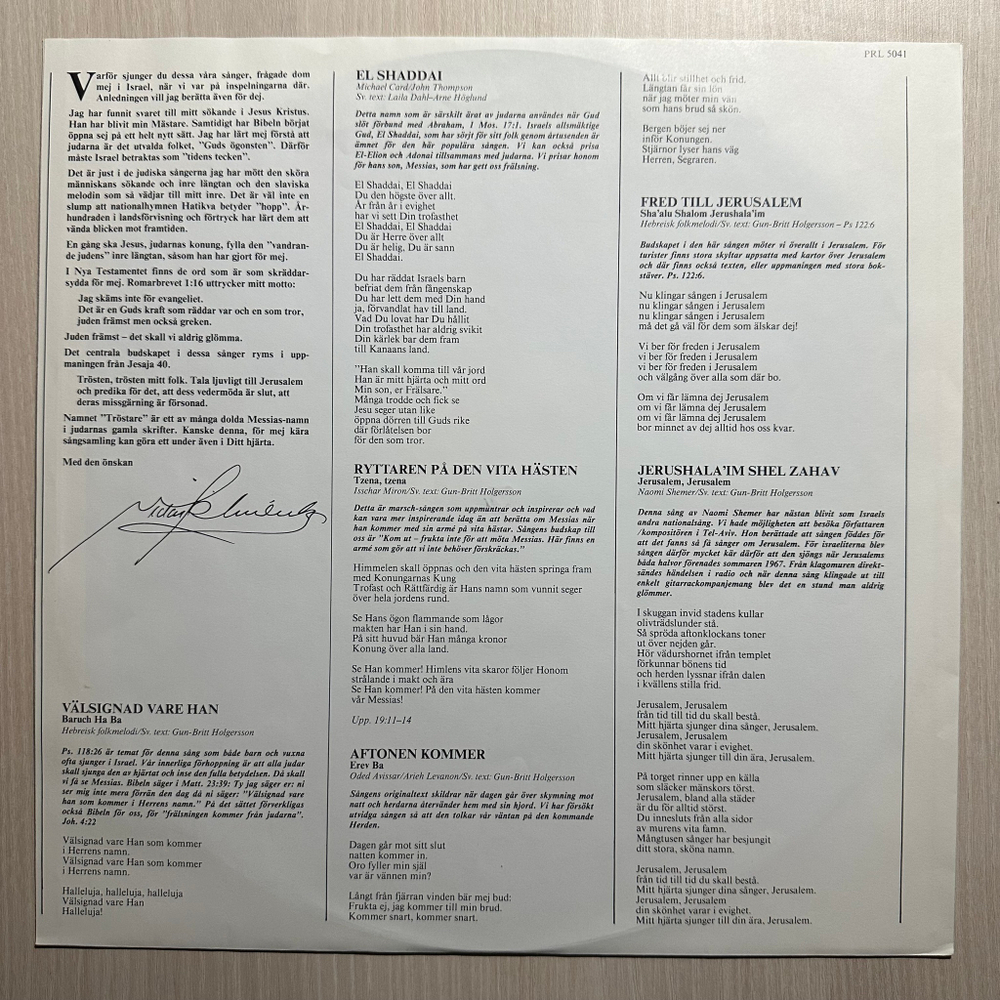 PRL 5041
Varför sjunger du dessa våra sånger, frågade dom
mej i Israel, när vi var på inspelningarna där.
Anledningen vill jag berätta även för dej.
Jag har funnit svaret till mitt sökande i Jesus Kristus.
Han har blivit min Mästare. Samtidigt har Bibeln börjat
öppna sej på ett helt nytt sätt. Jag har lärt mej förstå att
judarna är det utvalda folket, "Guds ögonsten". Därför
måste Israel betraktas som "tidens tecken".
Det är just i de judiska sångerna jag har mött den sköra
människans sökande och inre längtan och den slaviska
melodin som så vädjar till mitt inre. Det är väl inte en
slump att nationalhymnen Hatikva betyder "hopp". År-
hundraden i landsförvisning och förtryck har lärt dem att
vända blicken mot framtiden.
En gång ska Jesus, judarnas konung, fylla den "vandran-
de judens" inre längtan, såsom han har gjort för mej.
I Nya Testamentet finns de ord som är som skräddar-
sydda för mej. Romarbrevet 1:16 uttrycker mitt motto:
Jag skäms inte för evangeliet.
Det är en Guds kraft som räddar var och en som tror,
juden främst men också greken.
Juden främst – det skall vi aldrig glömma.
Det centrala budskapet i dessa sånger ryms i upp-
maningen från Jesaja 40.
Trösten, trösten mitt folk. Tala ljuvligt till Jerusalem
och predika för det, att dess vedermöda är slut, att
deras missgärning är försonad.
Namnet "Tröstare" är ett av många dolda Messias-namn
i judarnas gamla skrifter. Kanske denna, för mej kära
sångsamling kan göra ett under även i Ditt hjärta.
Med den önskan
VÄLSIGNAD VARE HAN
Baruch Ha Ba
Hebreisk folkmelodi/Sv. text: Gun-Britt Holgersson
Ps. 118:26 är temat för denna sång som både barn och vuxna
ofta sjunger i Israel. Vår innerliga förhoppning är att alla judar
skall sjunga den av hjärtat och inse den fulla betydelsen. Då skall
vi få se Messias. Bibeln säger i Matt. 23:39: Ty jag säger er: ni
ser mig inte mera förrän den dag då ni säger: "Välsignad vare
han som kommer i Herrens namn." På det sättet förverkligas
också Bibeln för oss, för "frälsningen kommer från judarna".
Joh. 4:22
Välsignad vare Han som kommer
i Herrens namn.
Välsignad vare Han som kommer
i Herrens namn.
Halleluja, halleluja, halleluja
Välsignad vare Han
Halleluja!
EL SHADDAI
Michael Card/John Thompson
Sv. text: Laila Dahl-Arne Höglund
Detta namn som är särskilt ärat av judarna användes när Gud
slöt förbund med Abraham, 1 Mos. 17:1. Israels allsmäktige
Gud, El Shaddai, som har sörjt för sitt folk genom årtusenden är
ämnet för den här populära sången. Vi kan också prisa
El-Elion och Adonai tillsammans med judarna. Vi prisar honom
för hans son, Messias, som har gett oss frälsning.
El Shaddai, El Shaddai
Du den högste över allt.
År från år i evighet
har vi sett Din trofasthet
El Shaddai, El Shaddai
Du är Herre över allt
Du är helig, Du är sann
El Shaddai.
Du har räddat Israels barn
befriat dem från fångenskap
Du har lett dem med Din hand
ja, förvandlat hav till land.
Vad Du lovat har Du hållit
Din trofasthet har aldrig svikit
Din kärlek bar dem fram
till Kanaans land.
"Han skall komma till vår jord
Han är mitt hjärta och mitt ord
Min son, er Frälsare."
Många trodde och fick se
Jesu seger utan like
öppna dörren till Guds rike
där förlåtelsen bor
för den som tror.
RYTTAREN PÅ DEN VITA HÄSTEN
Tzena, tzena
Isschar Miron/Sv. text: Gun-Britt Holgersson
Detta är marsch-sången som uppmuntrar och inspirerar och vad
kan vara mer inspirerande idag än att berätta om Messias när
han kommer med sin armé på vita hästar. Sångens budskap till
oss är "Kom ut – frukta inte för att möta Messias. Här finns en
armé som gör att vi inte behöver förskräckas."
Himmelen skall öppnas och den vita hästen springa fram
med Konungarnas Kung
Trofast och Rättfärdig är Hans namn som vunnit seger
över hela jordens rund.
Se Hans ögon flammande som lågor
makten har Han i sin hand.
På sitt huvud bär Han många kronor
Konung över alla land.
Se Han kommer! Himlens vita skaror följer Honom
strålande i makt och ära
Se Han kommer! På den vita hästen kommer
vår Messias!
Upp. 19:11–14
AFTONEN KOMMER
Erev Ba
Oded Avissar/Arieh Levanon/Sv. text: Gun-Britt Holgersson
Sångens originaltext skildrar när dagen går över skymning mot
natt och herdarna återvänder hem med sin hjord. Vi har försökt
utvidga sången så att den tolkar vår väntan på den kommande
Herden.
Dagen går mot sitt slut
natten kommer in.
Oro fyller min själ
var är vännen min?
Långt från fjärran vinden bär mej bud:
Frukta ej, jag kommer till min brud.
Kommer snart, kommer snart.
Allt blir stillhet och frid.
Längtan får sin lön
när jag möter min vän
som hans brud så skön.
Bergen böjer sej ner
inför Konungen.
Stjärnor lyser hans väg
Herren, Segraren.
FRED TILL JERUSALEM
Sha'alu Shalom Jerushala'im
Hebreisk folkmelodi/Sv. text: Gun-Britt Holgersson – Ps 122:6
Budskapet i den här sången möter vi överallt i Jerusalem. För
turister finns stora skyltar uppsatta med kartor över Jerusalem
och där finns också texten, eller uppmaningen med stora bok-
stäver. Ps. 122:6.
Nu klingar sången i Jerusalem
nu klingar sången i Jerusalem
nu klingar sången i Jerusalem
må det gå väl för dem som älskar dej!
Vi ber för freden i Jerusalem
vi ber för freden i Jerusalem
vi ber för freden i Jerusalem
och välgång över alla som där bo.
Om vi får lämna dej Jerusalem
om vi får lämna dej Jerusalem
om vi får lämna dej Jerusalem
bor minnet av dej alltid hos oss kvar.
JERUSHALA'IM SHEL ZAHAV
Jerusalem, Jerusalem
Naomi Shemer/Sv. text: Gun-Britt Holgersson
Denna sång av Naomi Shemer har nästan blivit som Israels
andra nationalsång. Vi hade möjligheten att besöka författaren
/kompositören i Tel-Aviv. Hon berättade att sången föddes för
att det fanns så få sånger om Jerusalem. För israeliterna blev
sången därför mycket kär därför att den sjöngs när Jerusalems
båda halvor förenades sommaren 1967. Från klagomuren direkt-
sändes händelsen i radio och när denna sång klingade ut till
enkelt gitarrackompanjemang blev det en stund man aldrig
glömmer.
I skuggan invid stadens kullar
olivträdslunder stå.
Så spröda aftonklockans toner
ut över nejden går.
Hör vädurshornet ifrån templet
förkunnar bönens tid
och herden lyssnar ifrån dalen
i kvällens stilla frid.
Jerusalem, Jerusalem
från tid till tid du skall bestå.
Mitt hjärta sjunger dina sånger, Jerusalem.
Jerusalem, Jerusalem
din skönhet varar i evighet.
Mitt hjärta sjunger till din ära, Jerusalem.
På torget rinner upp en källa
som släcker mänskors törst.
Jerusalem, bland alla städer
är du för alltid störst.
Du innesluts ifrån alla sidor
av murens vita famn.
Mångtusen sånger har besjungit
ditt stora, sköna namn.
Jerusalem, Jerusalem
från tid till tid du skall bestå.
Mitt hjärta sjunger dina sånger, Jerusalem.
Jerusalem, Jerusalem
din skönhet varar i evighet.
Mitt hjärta sjunger till din ära, Jerusalem.